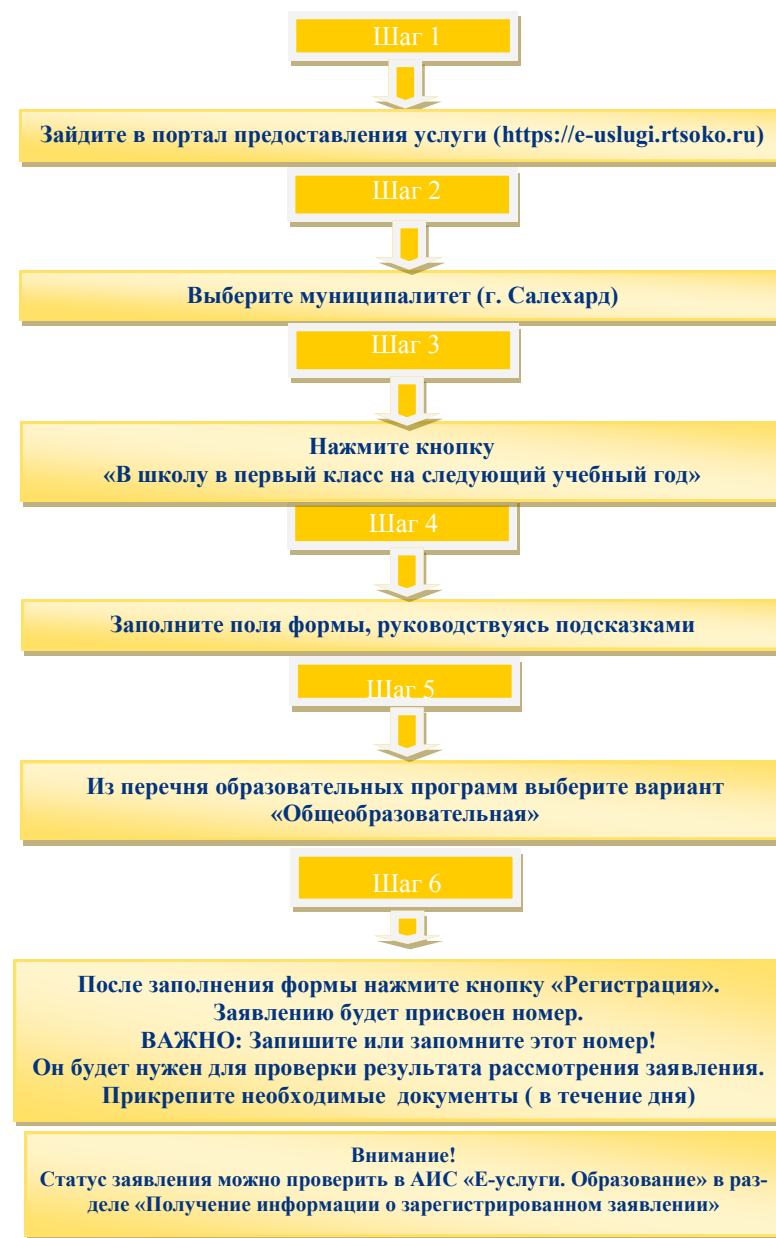 Шаг 1
Зайдите в портал предоставления услуги (https://e-uslugi.rtsoko.ru)
Шаг 2
Выберите муниципалитет (г. Салехард)
Шаг 3
Нажмите кнопку
«В школу в первый класс на следующий учебный год»
Шаг 4
Заполните поля формы, руководствуясь подсказками
Шаг 5
Из перечня образовательных программ выберите вариант
«Общеобразовательная»
Шаг 6
После заполнения формы нажмите кнопку «Регистрация».
Заявлению будет присвоен номер.
ВАЖНО: Запишите или запомните этот номер!
Он будет нужен для проверки результата рассмотрения заявления.
Прикрепите необходимые  документы ( в течение дня)
Внимание!
Статус заявления можно проверить в АИС «Е-услуги. Образование» в раз-
деле «Получение информации о зарегистрированном заявлении»